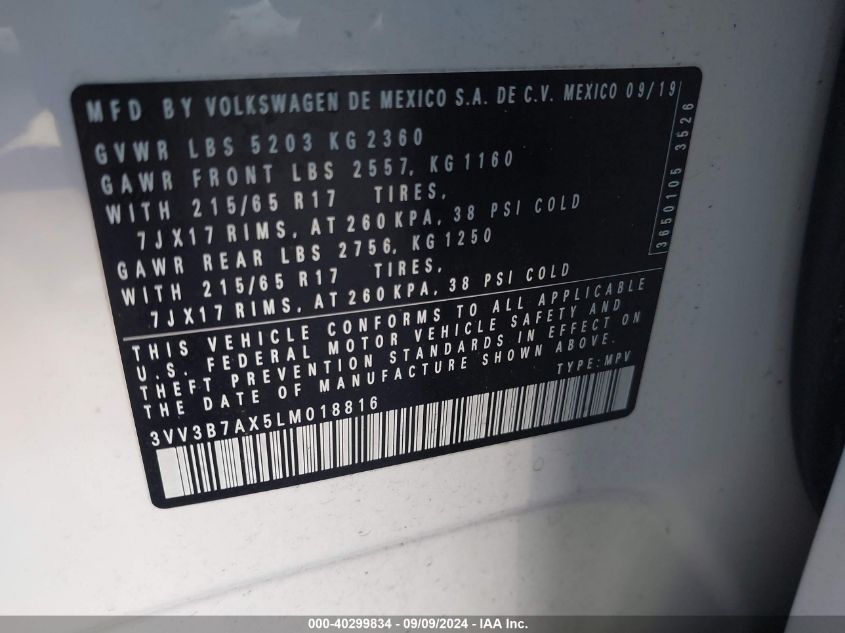 MFD BY VOLKSWAGEN DE MEXICO S.A. DE C.V. MEXICO 09/19
GVWR LBS 5203 KG 2360
GAWR FRONT LBS 2557, KG 1160
WITH 215/65 R17 TIRES,
7JX17 RIMS, AT 260 KPA, 38 PSI COLD
GAWR REAR LBS 2756, KG 1250
WITH 215/65 R17 TIRES,
7JX17 RIMS, AT 260 KPA, 38 PSI COLD
3650105 3526
THIS VEHICLE CONFORMS TO ALL APPLICABLE
U.S. FEDERAL MOTOR VEHICLE SAFETY AND
THEFT PREVENTION STANDARDS IN EFFECT ON
THE DATE OF MANUFACTURE SHOWN ABOVE.
TYPE: MPV
3VV3B7AX5LM018816
000-40299834 - 09/09/2024 - IAA Inc.